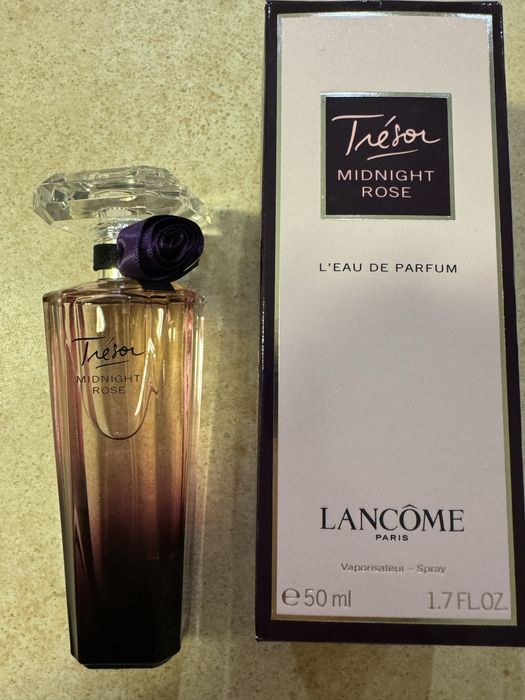 Trésor
MIDNIGHT
ROSE
Trésor
MIDNIGHT
ROSE
L'EAU DE PARFUM
LANCÔME
PARIS
Vaporisateur - Spray
℮ 50 ml 1.7 FL.OZ.